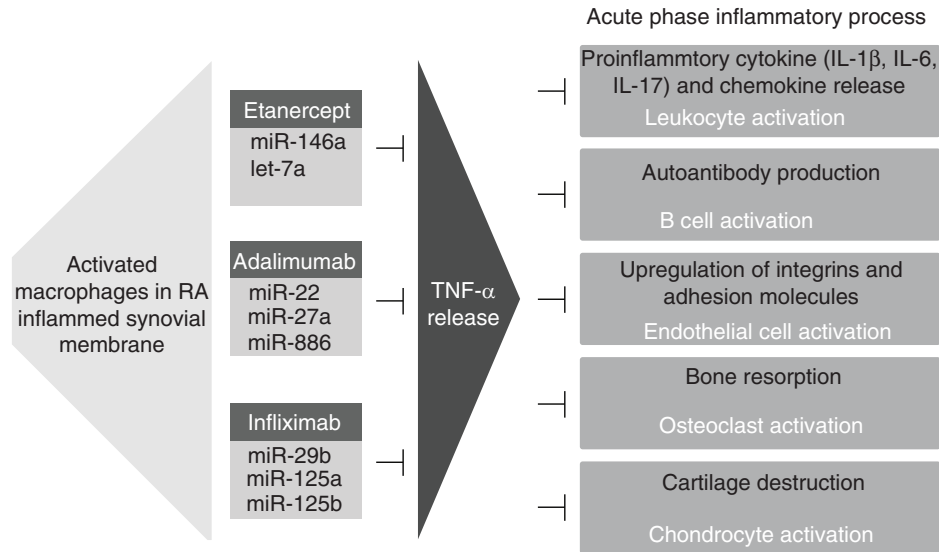 Acute phase inflammatory process
Activated
macrophages in RA
inflammed synovial
membrane
Etanercept
miR-146a
let-7a
Adalimumab
miR-22
miR-27a
miR-886
Infliximab
miR-29b
miR-125a
miR-125b
TNF-α
release
Proinflammtory cytokine (IL-1β, IL-6,
IL-17) and chemokine release
Leukocyte activation
Autoantibody production
B cell activation
Upregulation of integrins and
adhesion molecules
Endothelial cell activation
Bone resorption
Osteoclast activation
Cartilage destruction
Chondrocyte activation